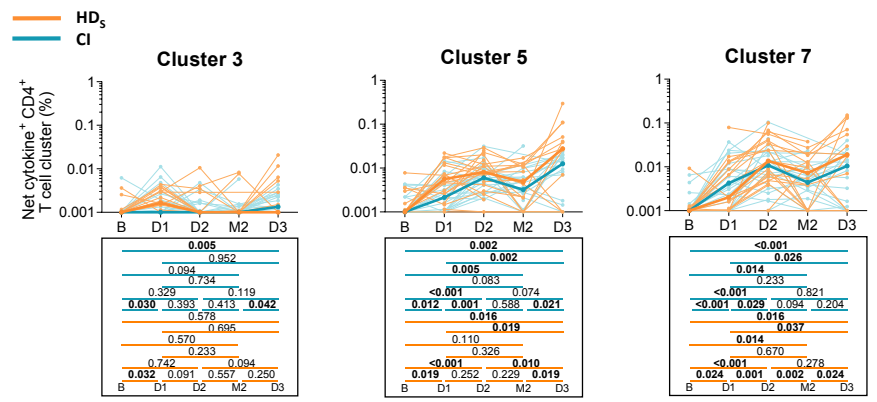 HDS
CI
Cluster 3
Cluster 5
Cluster 7
Net cytokine+ CD4+
T cell cluster (%)
1
0.1
0.01
0.001
B D1 D2 M2 D3
1
0.1
0.01
0.001
B D1 D2 M2 D3
1
0.1
0.01
0.001
B D1 D2 M2 D3
0.005
0.952
0.094
0.734
0.329 0.119
0.030 0.393 0.413 0.042
0.578
0.695
0.570
0.233
0.742 0.094
0.032 0.091 0.557 0.250
B D1 D2 M2 D3
0.002
0.002
0.005
0.083
<0.001 0.074
0.012 0.001 0.588 0.021
0.016
0.019
0.110
0.326
<0.001 0.010
0.019 0.252 0.229 0.019
B D1 D2 M2 D3
<0.001
0.026
0.014
0.233
<0.001 0.821
<0.001 0.029 0.094 0.204
0.016
0.037
0.014
0.670
<0.001 0.278
0.024 0.001 0.002 0.024
B D1 D2 M2 D3